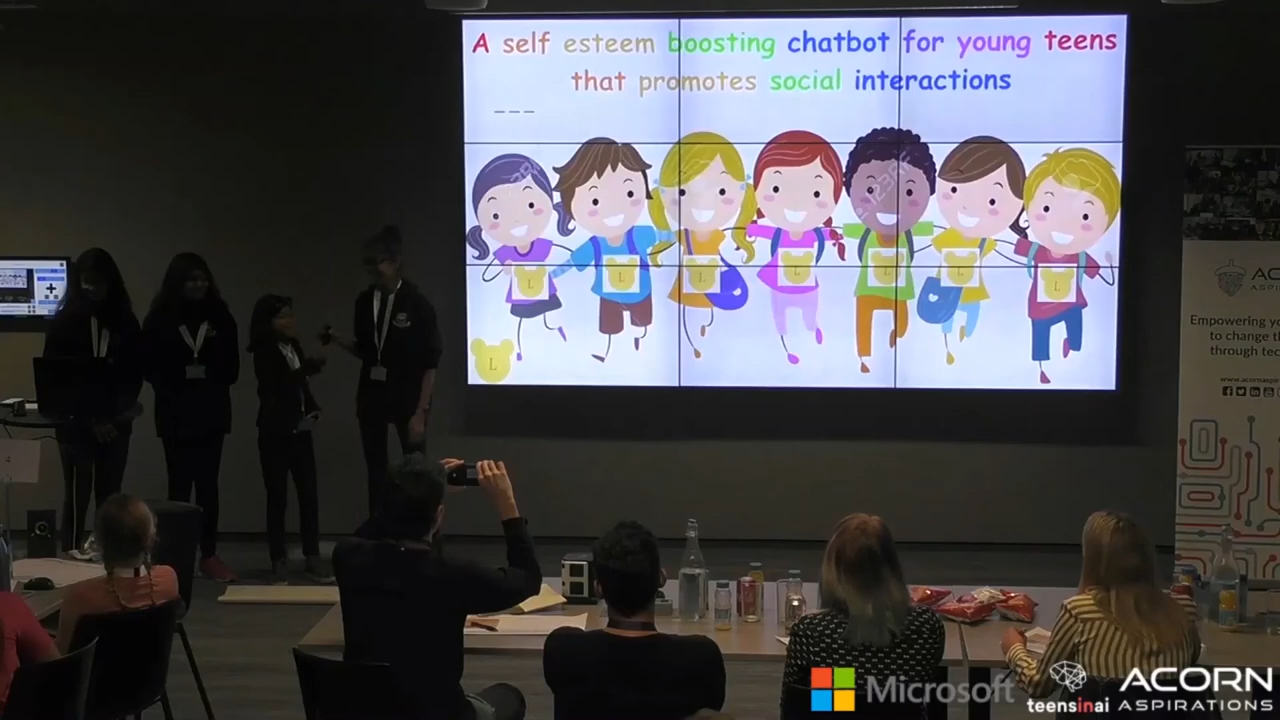 A self esteem boosting chatbot for young teens
that promotes social interactions
L
L
L
L
L
L
L
L
Empowering
to change
through
Microsoft
teensinai
ACORN
ASPIRATIONS